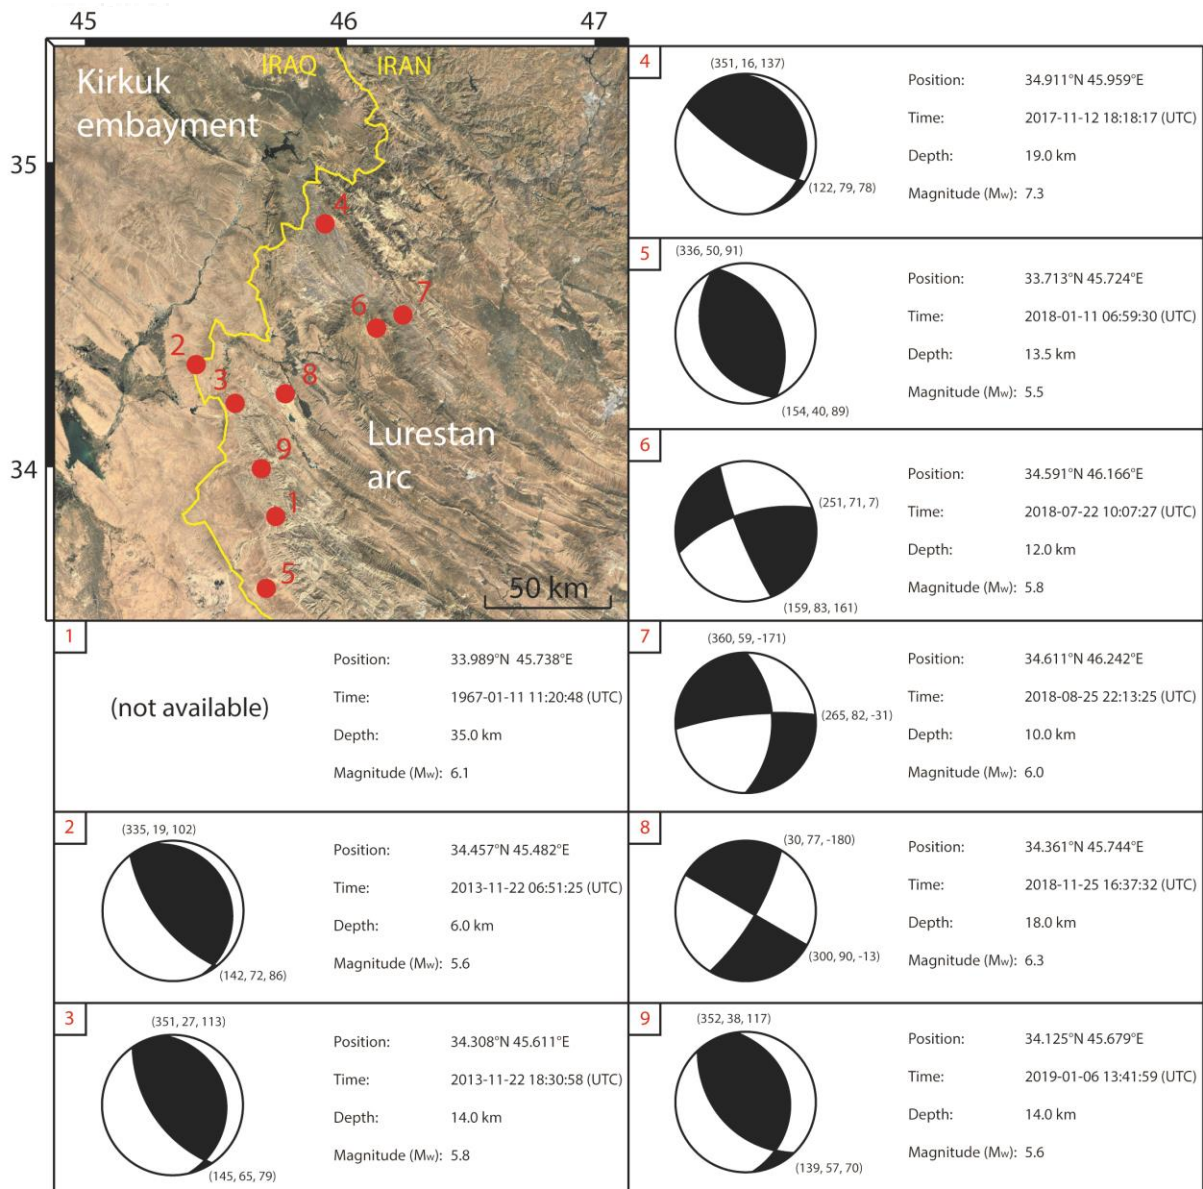 45 46 47
35
34
Kirkuk
embayment
IRAQ IRAN
4
7
6
2
3
8
Lurestan
arc
9
1
5
50 km
1
(not available)
Position: 33.989°N 45.738°E
Time: 1967-01-11 11:20:48 (UTC)
Depth: 35.0 km
Magnitude (Mw): 6.1
2
(335, 19, 102)
(142, 72, 86)
Position: 34.457°N 45.482°E
Time: 2013-11-22 06:51:25 (UTC)
Depth: 6.0 km
Magnitude (Mw): 5.6
3
(351, 27, 113)
(145, 65, 79)
Position: 34.308°N 45.611°E
Time: 2013-11-22 18:30:58 (UTC)
Depth: 14.0 km
Magnitude (Mw): 5.8
4
(351, 16, 137)
(122, 79, 78)
Position: 34.911°N 45.959°E
Time: 2017-11-12 18:18:17 (UTC)
Depth: 19.0 km
Magnitude (Mw): 7.3
5
(336, 50, 91)
(154, 40, 89)
Position: 33.713°N 45.724°E
Time: 2018-01-11 06:59:30 (UTC)
Depth: 13.5 km
Magnitude (Mw): 5.5
6
(251, 71, 7)
(159, 83, 161)
Position: 34.591°N 46.166°E
Time: 2018-07-22 10:07:27 (UTC)
Depth: 12.0 km
Magnitude (Mw): 5.8
7
(360, 59, -171)
(265, 82, -31)
Position: 34.611°N 46.242°E
Time: 2018-08-25 22:13:25 (UTC)
Depth: 10.0 km
Magnitude (Mw): 6.0
8
(30, 77, -180)
(300, 90, -13)
Position: 34.361°N 45.744°E
Time: 2018-11-25 16:37:32 (UTC)
Depth: 18.0 km
Magnitude (Mw): 6.3
9
(352, 38, 117)
(139, 57, 70)
Position: 34.125°N 45.679°E
Time: 2019-01-06 13:41:59 (UTC)
Depth: 14.0 km
Magnitude (Mw): 5.6